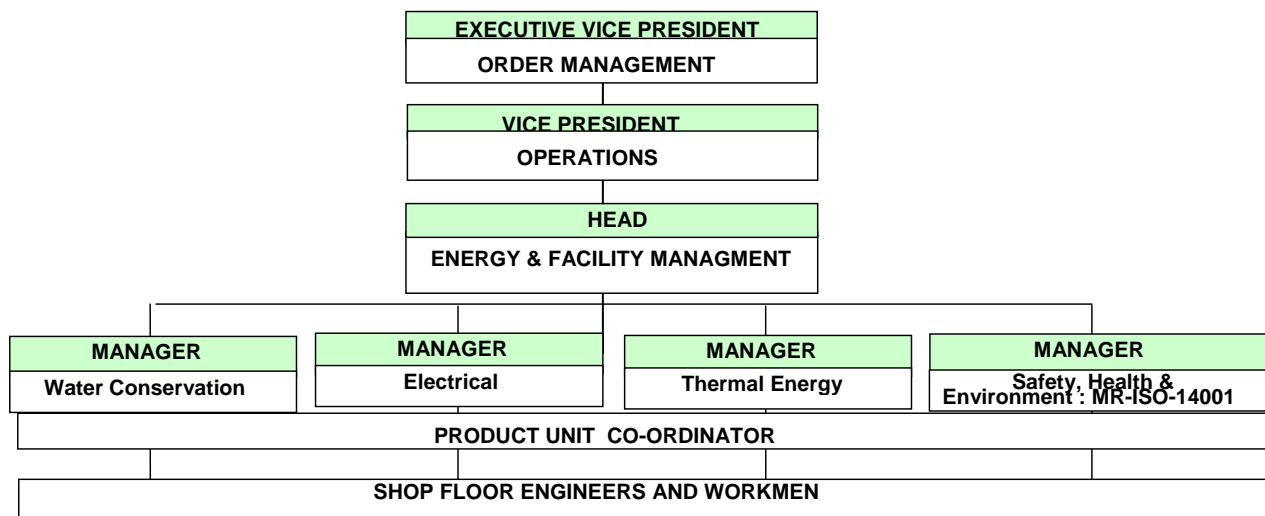 EXECUTIVE VICE PRESIDENT
ORDER MANAGEMENT
VICE PRESIDENT
OPERATIONS
HEAD
ENERGY & FACILITY MANAGMENT
MANAGER
Water Conservation
MANAGER
Electrical
MANAGER
Thermal Energy
MANAGER
Safety, Health &
Environment : MR-ISO-14001
PRODUCT UNIT CO-ORDINATOR
SHOP FLOOR ENGINEERS AND WORKMEN